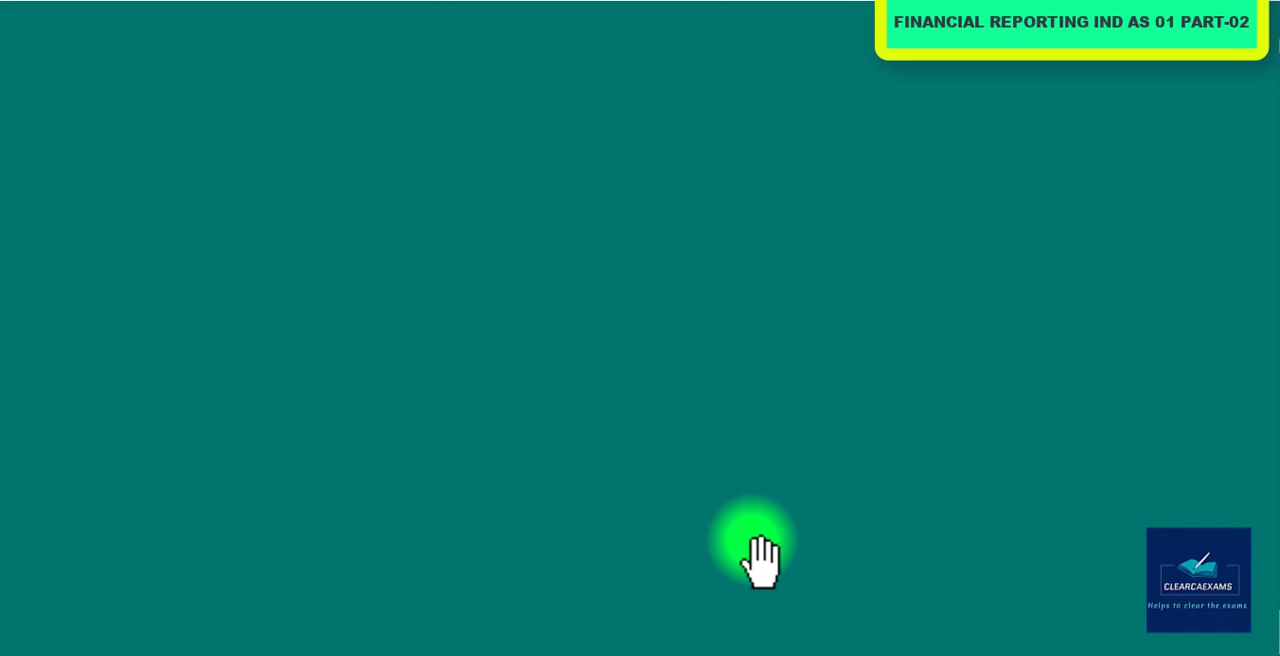 FINANCIAL REPORTING IND AS 01 PART-02
CLEARCAEXAMS
Helps to clear the exams